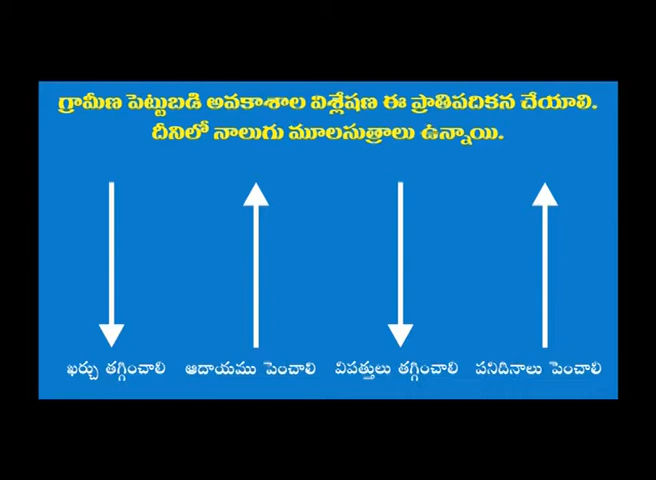 గ్రామీణ పెట్టుబడి అవకాశాల విశ్లేషణ ఈ ప్రాతిపదికన చేయాలి.
దీనిలో నాలుగు మూలసుత్రాలు ఉన్నాయి.
ఖర్చు తగ్గించాలి ఆదాయము పెంచాలి విపత్తులు తగ్గించాలి పనిదినాలు పెంచాలి